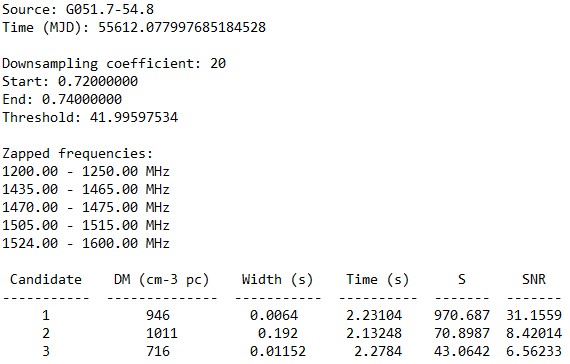 Source: G051.7-54.8
Time (MJD): 55612.077997685184528
Downsampling coefficient: 20
Start: 0.72000000
End: 0.74000000
Threshold: 41.99597534
Zapped frequencies:
1200.00 - 1250.00 MHz
1435.00 - 1465.00 MHz
1470.00 - 1475.00 MHz
1505.00 - 1515.00 MHz
1524.00 - 1600.00 MHz
Candidate DM (cm-3 pc) Width (s) Time (s) S SNR
----------- -------------- ----------- ---------- ------- -------
1 946 0.0064 2.23104 970.687 31.1559
2 1011 0.192 2.13248 70.8987 8.42014
3 716 0.01152 2.2784 43.0642 6.56233